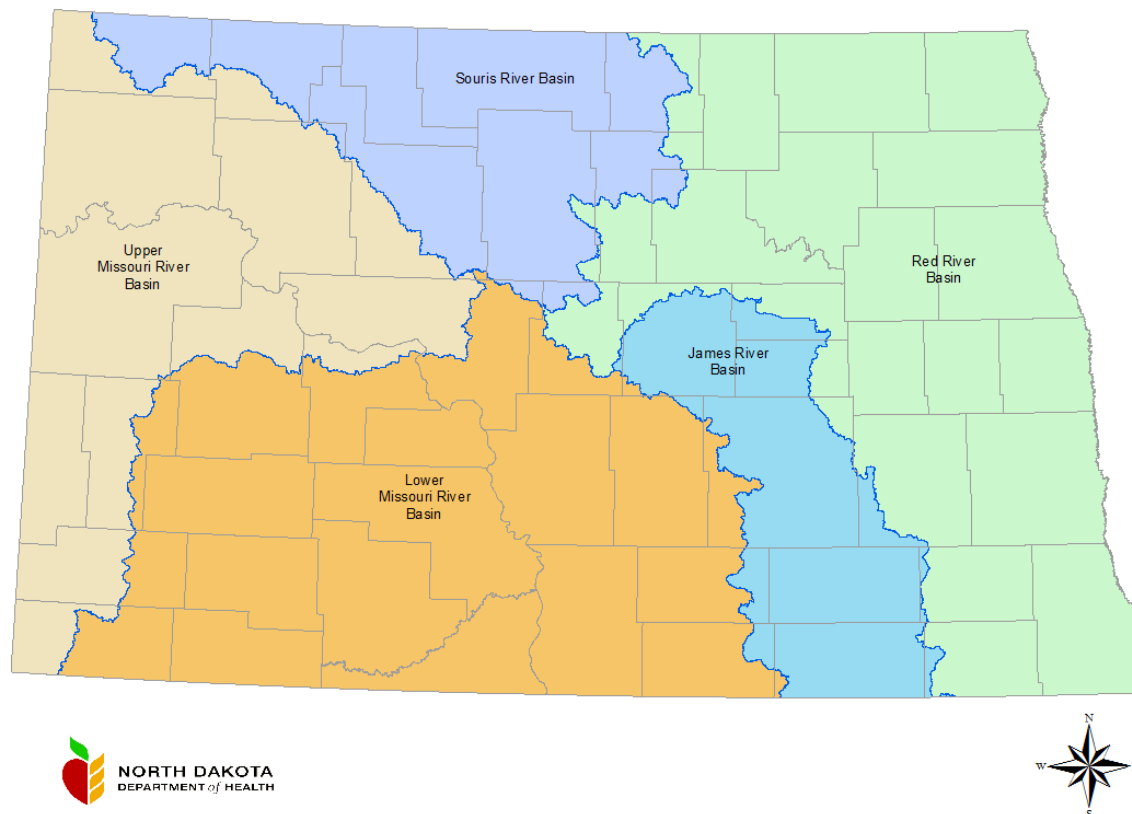 Souris River Basin
Upper
Missouri River
Basin
Red River
Basin
James River
Basin
Lower
Missouri River
Basin
N
W
S
NORTH DAKOTA
DEPARTMENT of HEALTH